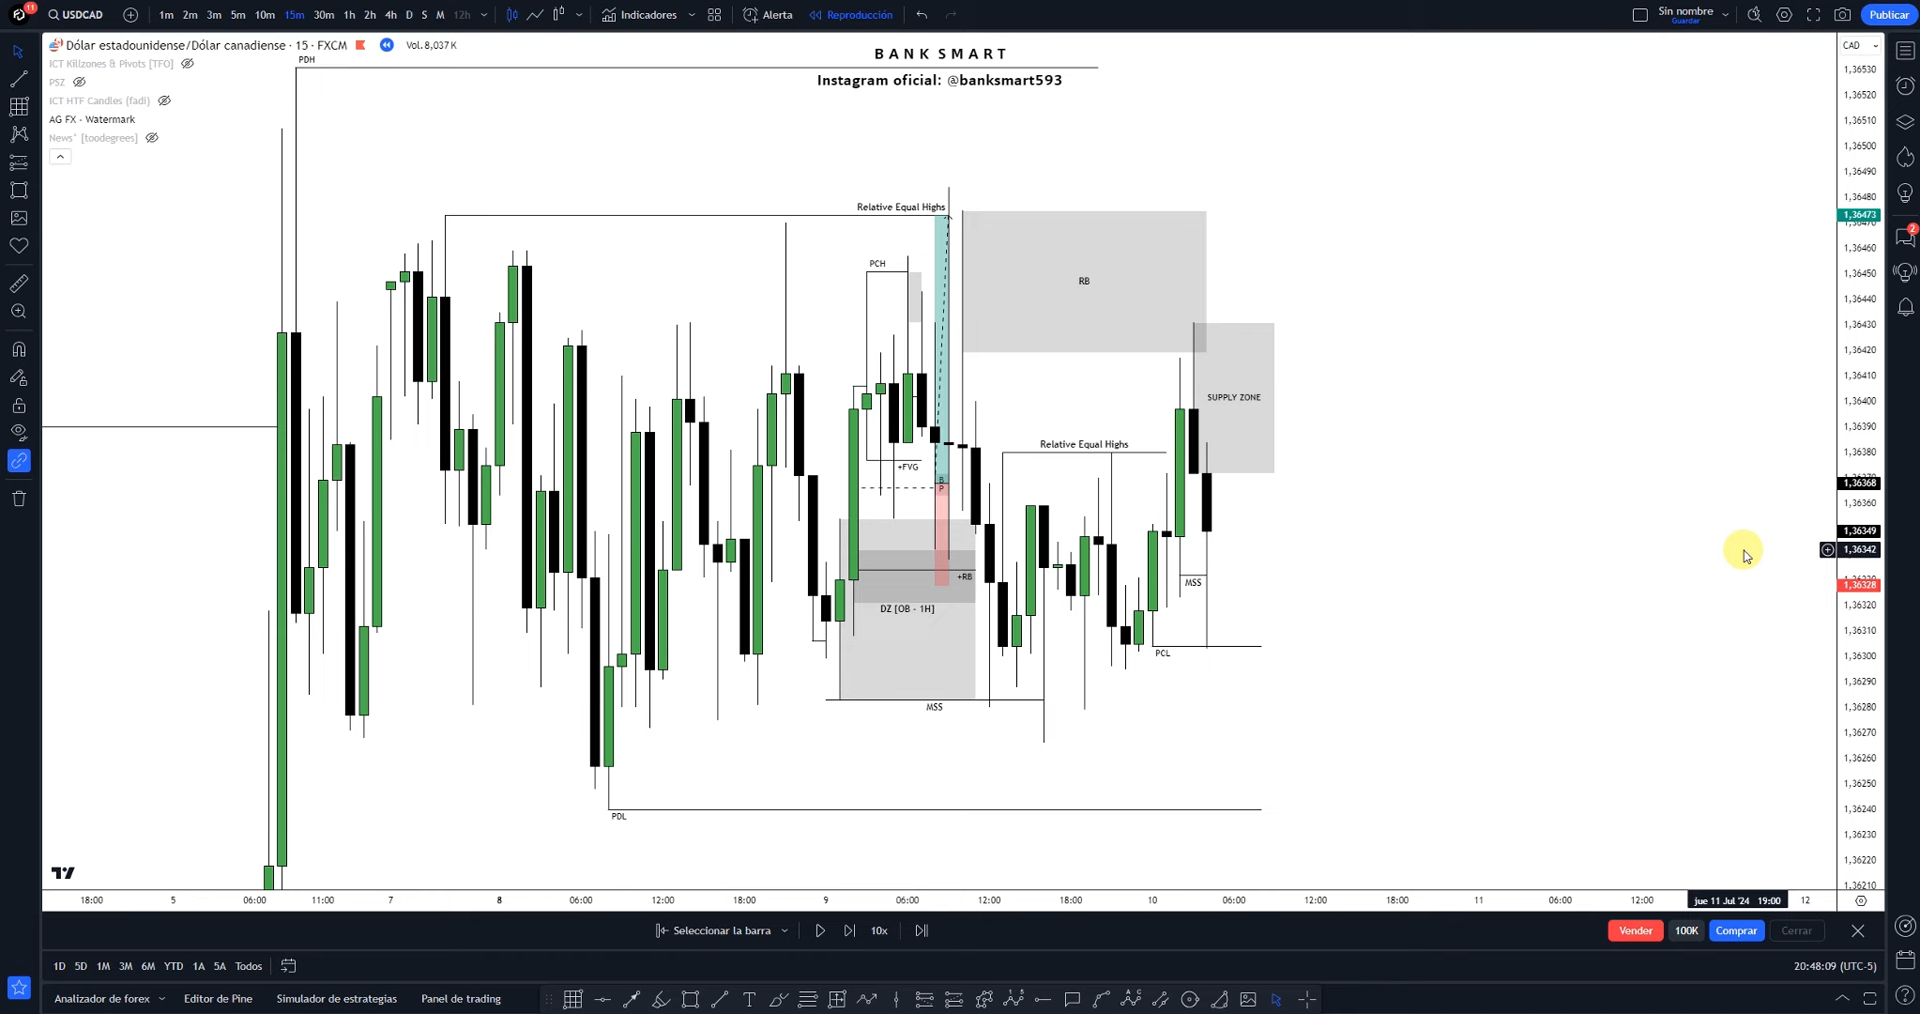 11
USDCAD
1m 2m 3m 5m 10m 15m 30m 1h 2h 4h D S M 12h
Indicadores
Alerta
Reproducción
Sin nombre
Guardar
Publicar
Dólar estadounidense/Dólar canadiense · 15 · FXCM
Vol. 8,037 K
ICT Killzones & Pivots [TFO]
PSZ
ICT HTF Candles (fadi)
AG FX - Watermark
News* [toodegrees]
BANK SMART
Instagram oficial: @banksmart593
PDH
CAD
2
Relative Equal Highs
PCH
RB
SUPPLY ZONE
Relative Equal Highs
+FVG
B
P
+RB
DZ [OB - 1H]
MSS
MSS
PCL
PDL
1,36530
1,36520
1,36510
1,36500
1,36490
1,36480
1,36473
1,36460
1,36450
1,36440
1,36430
1,36420
1,36410
1,36400
1,36390
1,36380
1,36368
1,36360
1,36349
1,36342
1,36328
1,36320
1,36310
1,36300
1,36290
1,36280
1,36270
1,36260
1,36250
1,36240
1,36230
1,36220
1,36210
18:00 5 06:00 11:00 7 8 06:00 12:00 18:00 9 06:00 12:00 18:00 10 06:00 12:00 18:00 11 06:00 12:00 jue 11 Jul '24 19:00 12
Seleccionar la barra
10x
Vender
100K
Comprar
Cerrar
1D 5D 1M 3M 6M YTD 1A 5A Todos
20:48:09 (UTC-5)
Analizador de forex
Editor de Pine
Simulador de estrategias
Panel de trading